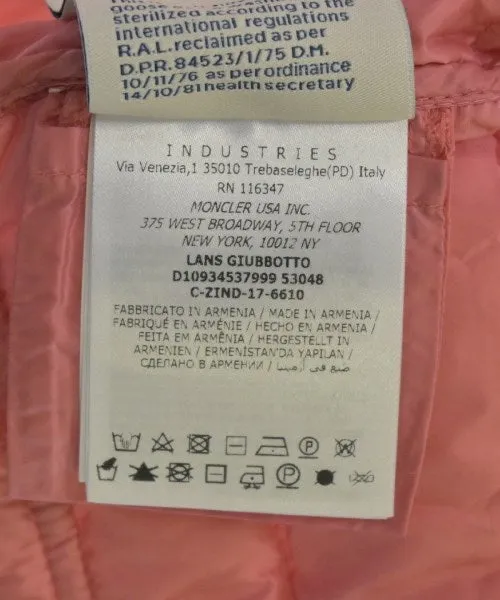 sterilized according to the
international regulations
R.A.L.reclaimed as per
D.P.R. 84523/1/75 D.M.
10/11/76 as per ordinance
14/10/81 health secretary
INDUSTRIES
Via Venezia,1 35010 Trebaseleghe(PD) Italy
RN 116347
MONCLER USA INC.
375 WEST BROADWAY, 5TH FLOOR
NEW YORK, 10012 NY
LANS GIUBBOTTO
D10934537999 53048
C-ZIND-17-6610
FABBRICATO IN ARMENIA / MADE IN ARMENIA /
FABRIQUÉ EN ARMÉNIE / HECHO EN ARMENIA /
FEITA EM ARMÊNIA / HERGESTELLT IN
ARMENIEN / ERMENISTAN'DA YAPILAN /
СДЕЛАНО В АРМЕНИИ / صنع في أرمينيا